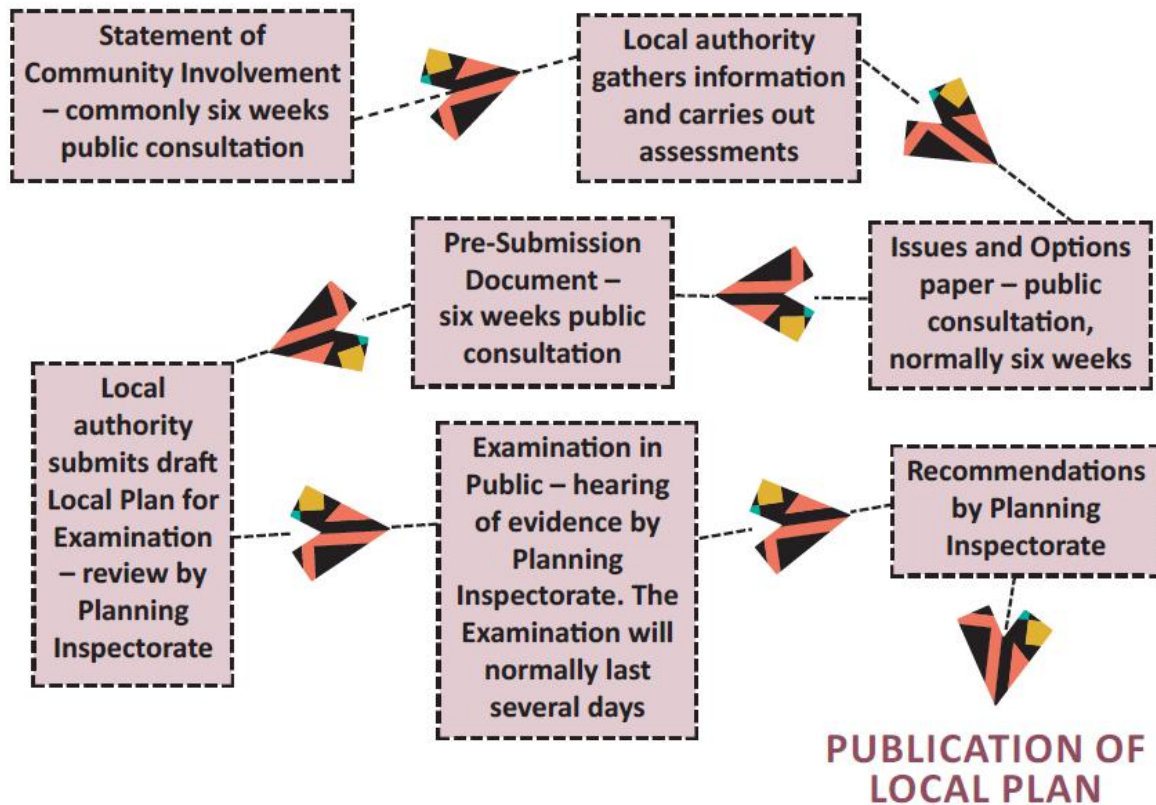 Statement of
Community Involvement
– commonly six weeks
public consultation
Local authority
gathers information
and carries out
assessments
Issues and Options
paper – public
consultation,
normally six weeks
Pre-Submission
Document –
six weeks public
consultation
Local
authority
submits draft
Local Plan for
Examination
– review by
Planning
Inspectorate
Examination in
Public – hearing
of evidence by
Planning
Inspectorate. The
Examination will
normally last
several days
Recommendations
by Planning
Inspectorate
PUBLICATION OF
LOCAL PLAN